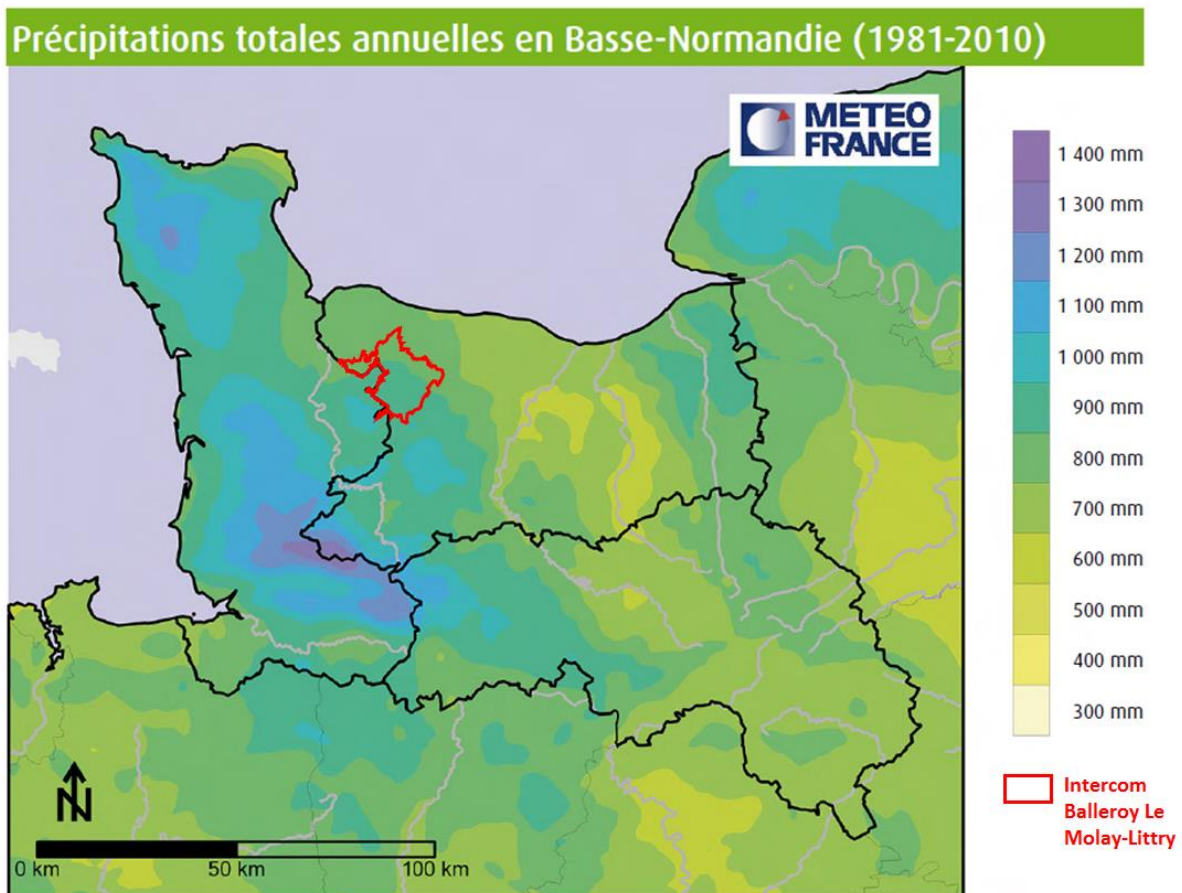 Précipitations totales annuelles en Basse-Normandie (1981-2010)
METEO
FRANCE
1 400 mm
1 300 mm
1 200 mm
1 100 mm
1 000 mm
900 mm
800 mm
700 mm
600 mm
500 mm
400 mm
300 mm
Intercom
Balleroy Le
Molay-Littry
N
0 km 50 km 100 km